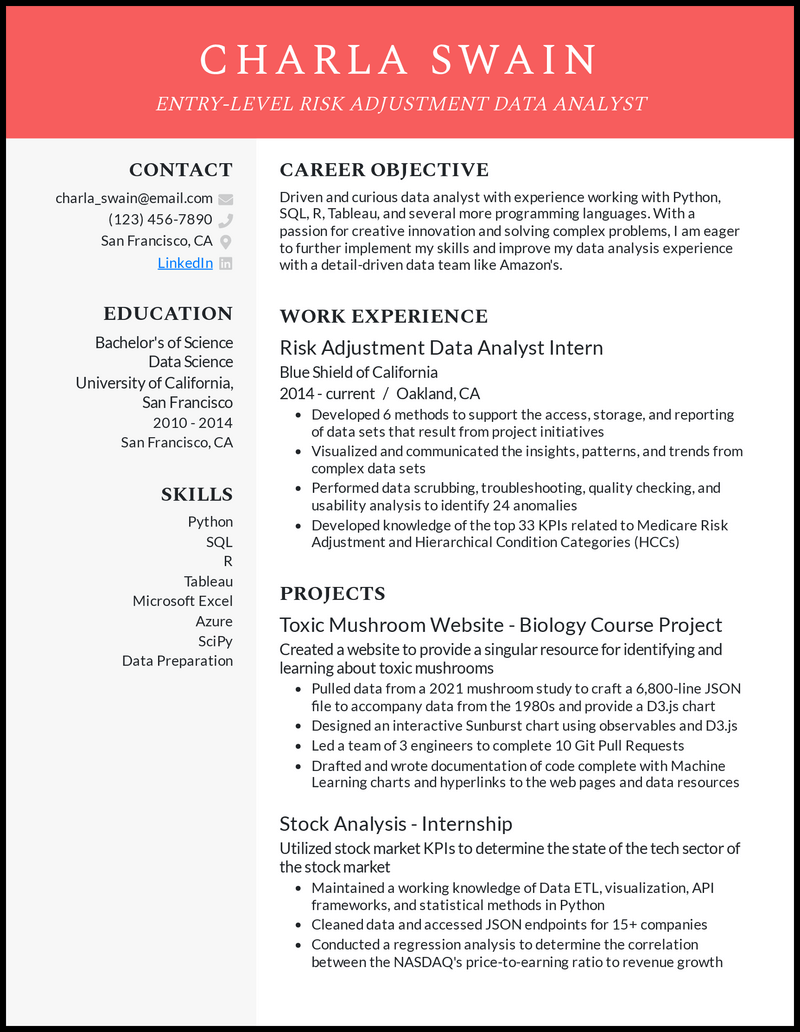 CHARLA SWAIN
ENTRY-LEVEL RISK ADJUSTMENT DATA ANALYST
CONTACT
charla_swain@email.com
(123) 456-7890
San Francisco, CA
LinkedIn
EDUCATION
Bachelor's of Science
Data Science
University of California,
San Francisco
2010 - 2014
San Francisco, CA
SKILLS
Python
SQL
R
Tableau
Microsoft Excel
Azure
SciPy
Data Preparation
CAREER OBJECTIVE
Driven and curious data analyst with experience working with Python,
SQL, R, Tableau, and several more programming languages. With a
passion for creative innovation and solving complex problems, I am eager
to further implement my skills and improve my data analysis experience
with a detail-driven data team like Amazon's.
WORK EXPERIENCE
Risk Adjustment Data Analyst Intern
Blue Shield of California
2014 - current / Oakland, CA
• Developed 6 methods to support the access, storage, and reporting
of data sets that result from project initiatives
• Visualized and communicated the insights, patterns, and trends from
complex data sets
• Performed data scrubbing, troubleshooting, quality checking, and
usability analysis to identify 24 anomalies
• Developed knowledge of the top 33 KPIs related to Medicare Risk
Adjustment and Hierarchical Condition Categories (HCCs)
PROJECTS
Toxic Mushroom Website - Biology Course Project
Created a website to provide a singular resource for identifying and
learning about toxic mushrooms
• Pulled data from a 2021 mushroom study to craft a 6,800-line JSON
file to accompany data from the 1980s and provide a D3.js chart
• Designed an interactive Sunburst chart using observables and D3.js
• Led a team of 3 engineers to complete 10 Git Pull Requests
• Drafted and wrote documentation of code complete with Machine
Learning charts and hyperlinks to the web pages and data resources
Stock Analysis - Internship
Utilized stock market KPIs to determine the state of the tech sector of
the stock market
• Maintained a working knowledge of Data ETL, visualization, API
frameworks, and statistical methods in Python
• Cleaned data and accessed JSON endpoints for 15+ companies
• Conducted a regression analysis to determine the correlation
between the NASDAQ's price-to-earning ratio to revenue growth